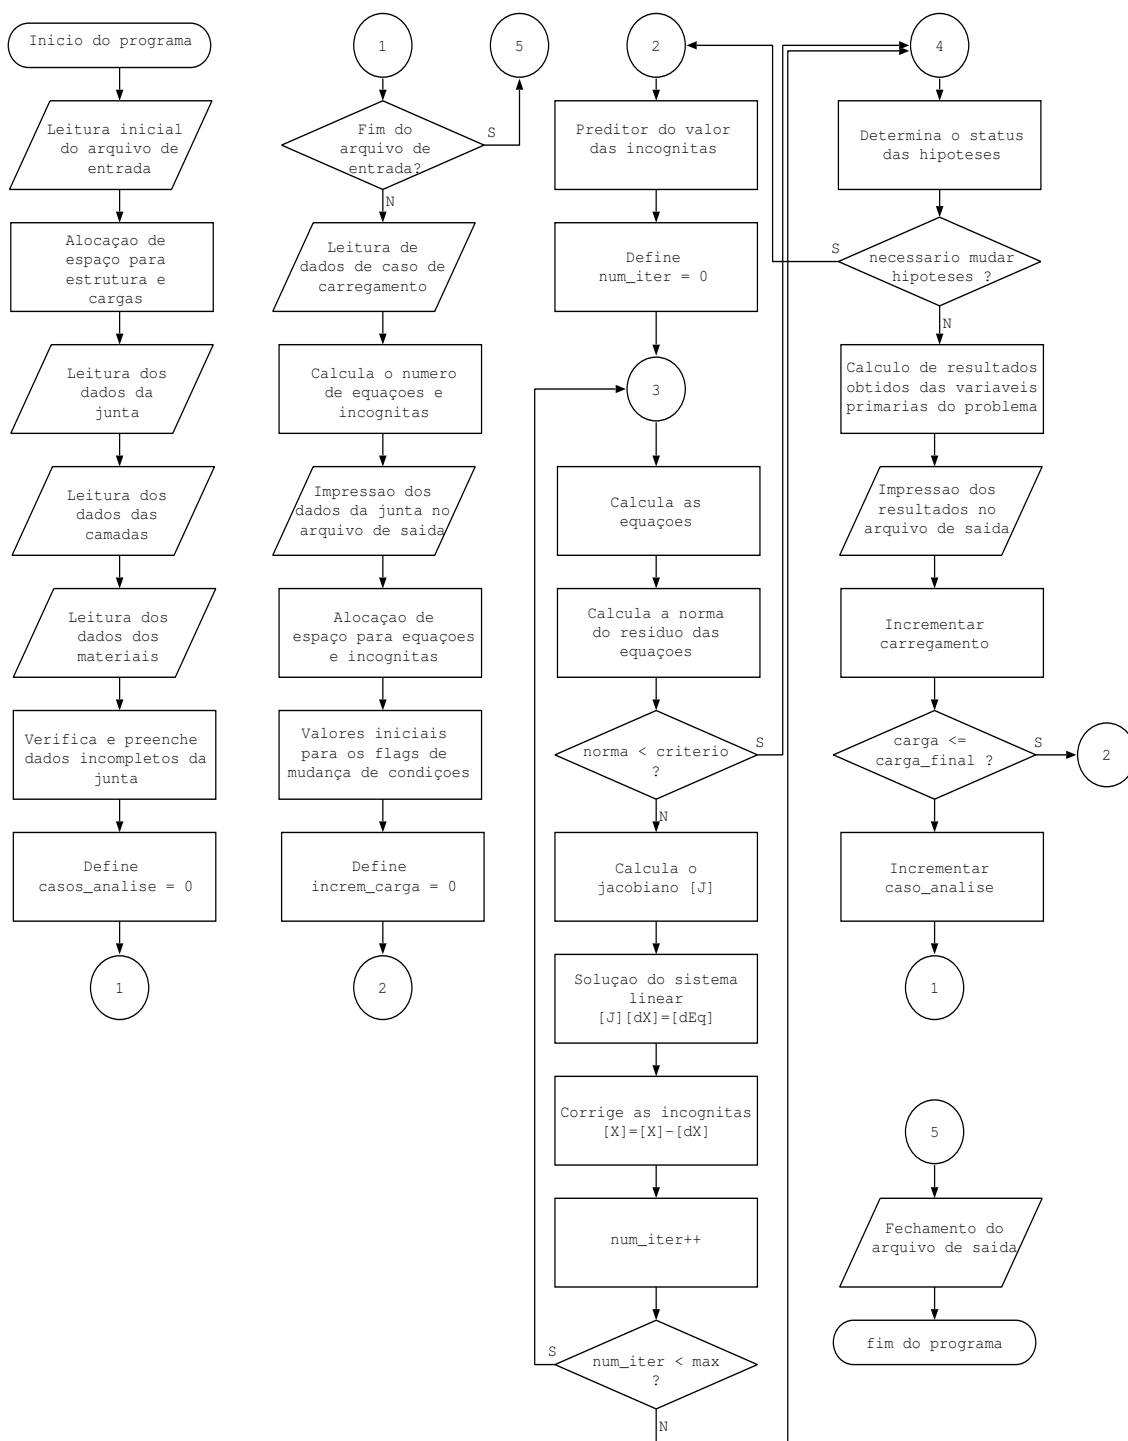 Inicio do programa
Leitura inicial
do arquivo de
entrada
Alocaçao de
espaço para
estrutura e
cargas
Leitura dos
dados da
junta
Leitura dos
dados das
camadas
Leitura dos
dados dos
materiais
Verifica e preenche
dados incompletos da
junta
Define
casos_analise = 0
1
1
5
Fim do
arquivo de
entrada?
S
N
Leitura de
dados de caso de
carregamento
Calcula o numero
de equaçoes e
incognitas
Impressao dos
dados da junta no
arquivo de saida
Alocaçao de
espaço para equaçoes
e incognitas
Valores iniciais
para os flags de
mudança de condiçoes
Define
increm_carga = 0
2
2
Preditor do valor
das incognitas
Define
num_iter = 0
3
Calcula as
equaçoes
Calcula a norma
do residuo das
equaçoes
norma < criterio
?
S
N
Calcula o
jacobiano [J]
Soluçao do sistema
linear
[J][dX]=[dEq]
Corrige as incognitas
[X]=[X]-[dX]
num_iter++
num_iter < max
?
S
N
4
Determina o status
das hipoteses
necessario mudar
hipoteses ?
S
N
Calculo de resultados
obtidos das variaveis
primarias do problema
Impressao dos
resultados no
arquivo de saida
Incrementar
carregamento
carga <=
carga_final ?
S
2
Incrementar
caso_analise
1
5
Fechamento do
arquivo de saida
fim do programa